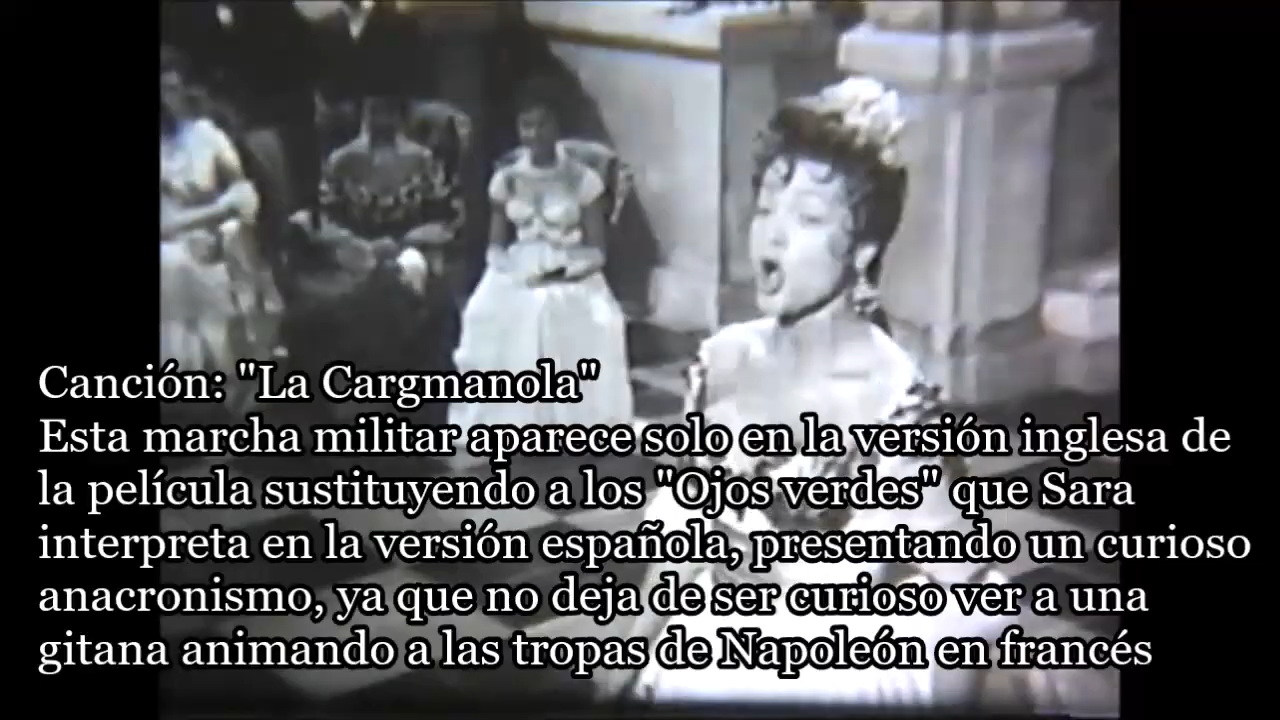 Canción: "La Cargmanola"
Esta marcha militar aparece solo en la versión inglesa de
la película sustituyendo a los "Ojos verdes" que Sara
interpreta en la versión española, presentando un curioso
anacronismo, ya que no deja de ser curioso ver a una
gitana animando a las tropas de Napoleón en francés